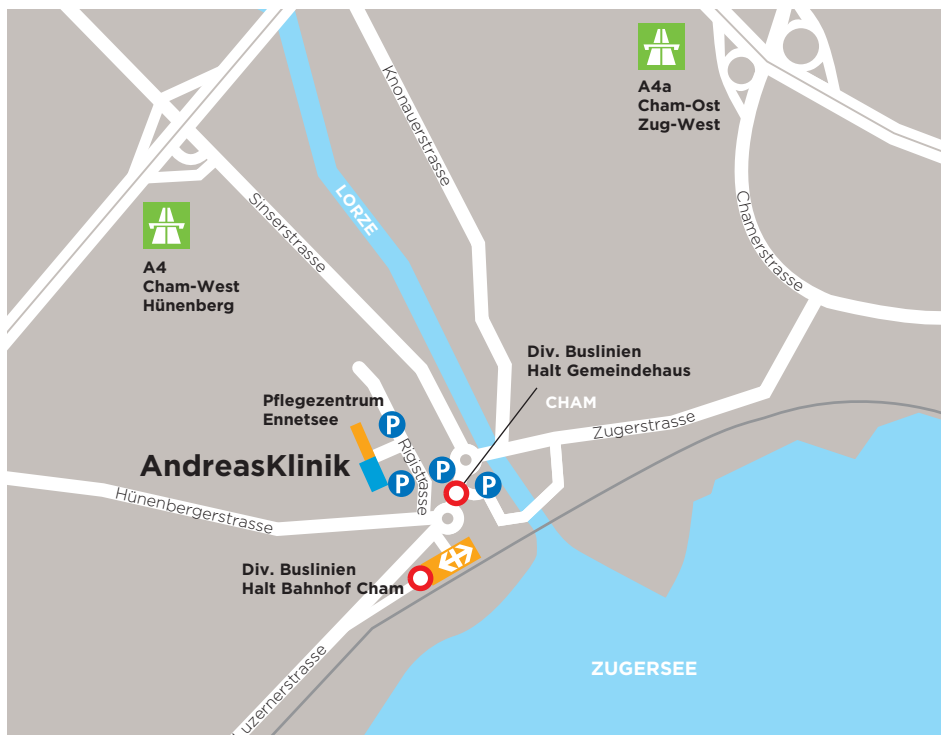 A4a
Cham-Ost
Zug-West
Knonauerstrasse
LORZE
Sinserstrasse
Chamerstrasse
A4
Cham-West
Hünenberg
Div. Buslinien
Halt Gemeindehaus
CHAM
Zugerstrasse
Pflegezentrum
Ennetsee
P
Rigistrasse
AndreasKlinik
P
P
P
Hünenbergerstrasse
Div. Buslinien
Halt Bahnhof Cham
Luzernerstrasse
ZUGERSEE